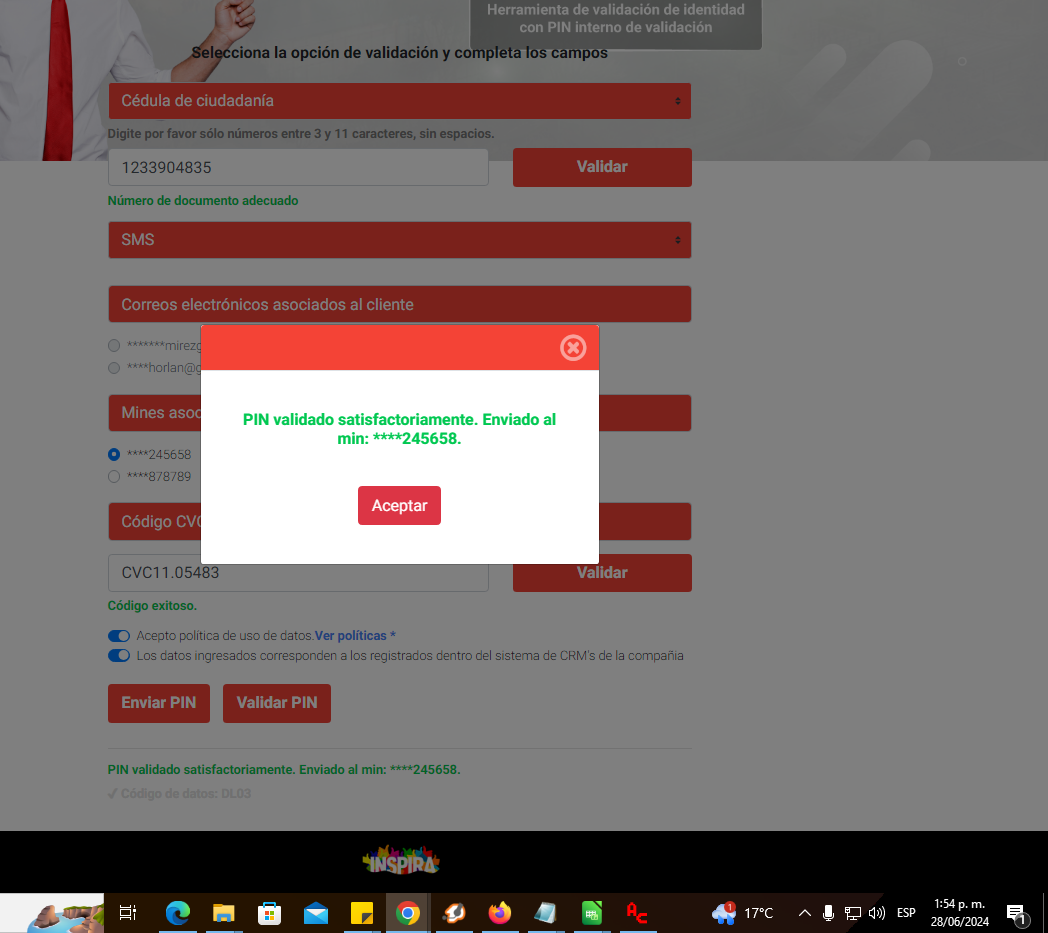 Herramienta de validación de identidad
con PIN interno de validación
Selecciona la opción de validación y completa los campos
Cédula de ciudadanía
Digite por favor sólo números entre 3 y 11 caracteres, sin espacios.
1233904835
Validar
Número de documento adecuado
SMS
Correos electrónicos asociados al cliente
*******mirezg
****horlan@g
Mines asoc
****245658
****878789
PIN validado satisfactoriamente. Enviado al
min: ****245658.
Aceptar
Código CVC
CVC11.05483
Validar
Código exitoso.
Acepto política de uso de datos.Ver políticas *
Los datos ingresados corresponden a los registrados dentro del sistema de CRM's de la compañia
Enviar PIN
Validar PIN
PIN validado satisfactoriamente. Enviado al min: ****245658.
✓ Código de datos: DL03
INSPIRA
1
17°C
ESP
1:54 p. m.
28/06/2024
1